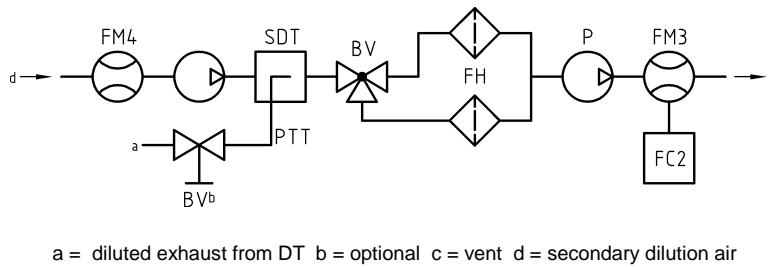 FM4
SDT
BV
FH
P
FM3
d
a
PTT
BVᵇ
FC2
a = diluted exhaust from DT b = optional c = vent d = secondary dilution air